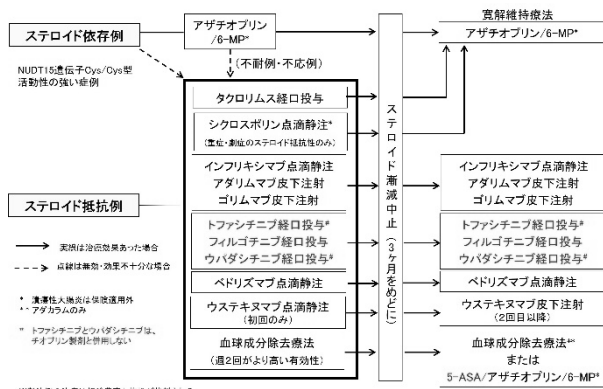 ステロイド依存例
アザチオプリン
/6-MP*
寛解維持療法
アザチオプリン/6-MP*
NUDT15遺伝子Cys/Cys型
活動性の強い症例
(不耐例・不応例)
タクロリムス経口投与
シクロスポリン点滴静注*
(重症・劇症のステロイド抵抗性のみ)
インフリキシマブ点滴静注
アダリムマブ皮下注射
ゴリムマブ皮下注射
トファシチニブ経口投与#
フィルゴチニブ経口投与
ウパダシチニブ経口投与#
ベドリズマブ点滴静注
ウステキヌマブ点滴静注
(初回のみ)
血球成分除去療法
(週2回がより高い有効性)
ステロイド漸減中止(3ヶ月をめどに)
インフリキシマブ点滴静注
アダリムマブ皮下注射
ゴリムマブ皮下注射
トファシチニブ経口投与#
フィルゴチニブ経口投与
ウパダシチニブ経口投与#
ベドリズマブ点滴静注
ウステキヌマブ皮下注射
(2回目以降)
血球成分除去療法**
または
5-ASA/アザチオプリン/6-MP*
ステロイド抵抗例
実線は治療効果あった場合
点線は無効・効果不十分な場合
* 潰瘍性大腸炎は保険適用外
** アダカラムのみ
# トファシチニブとウパダシチニブは、
チオプリン製剤と併用しない